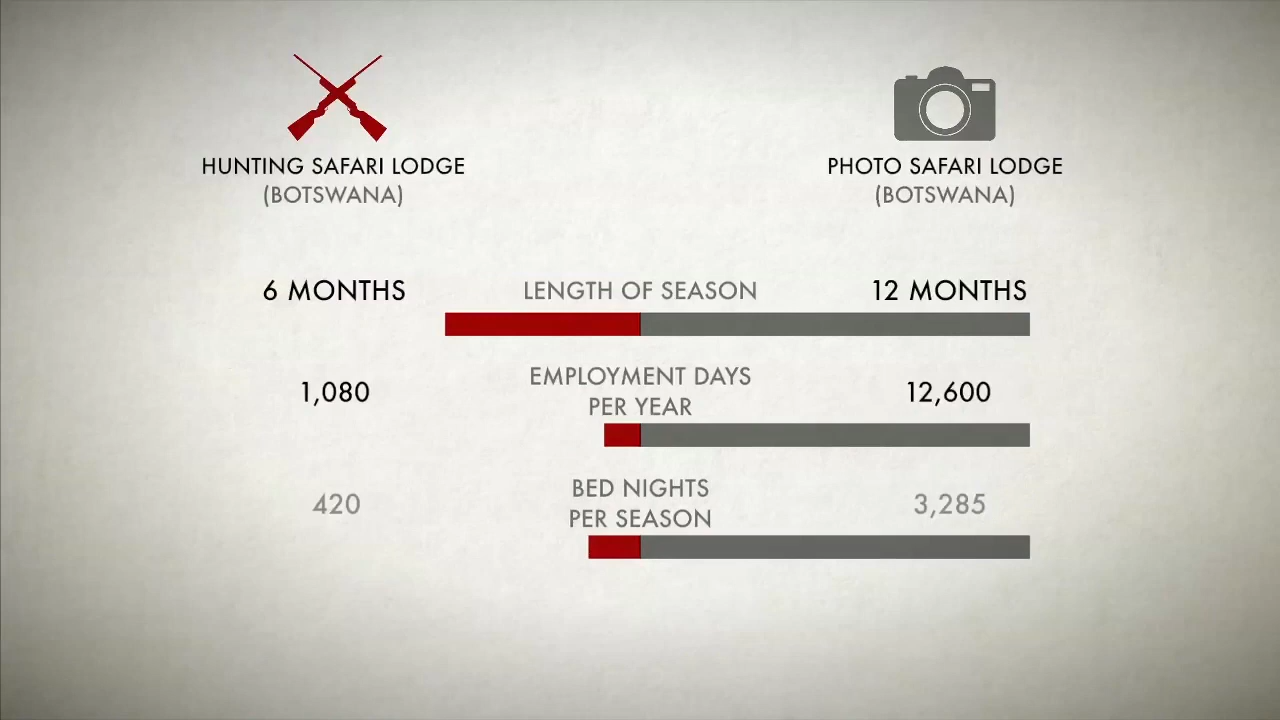 HUNTING SAFARI LODGE
(BOTSWANA)
PHOTO SAFARI LODGE
(BOTSWANA)
6 MONTHS
LENGTH OF SEASON
12 MONTHS
1,080
EMPLOYMENT DAYS
PER YEAR
12,600
420
BED NIGHTS
PER SEASON
3,285